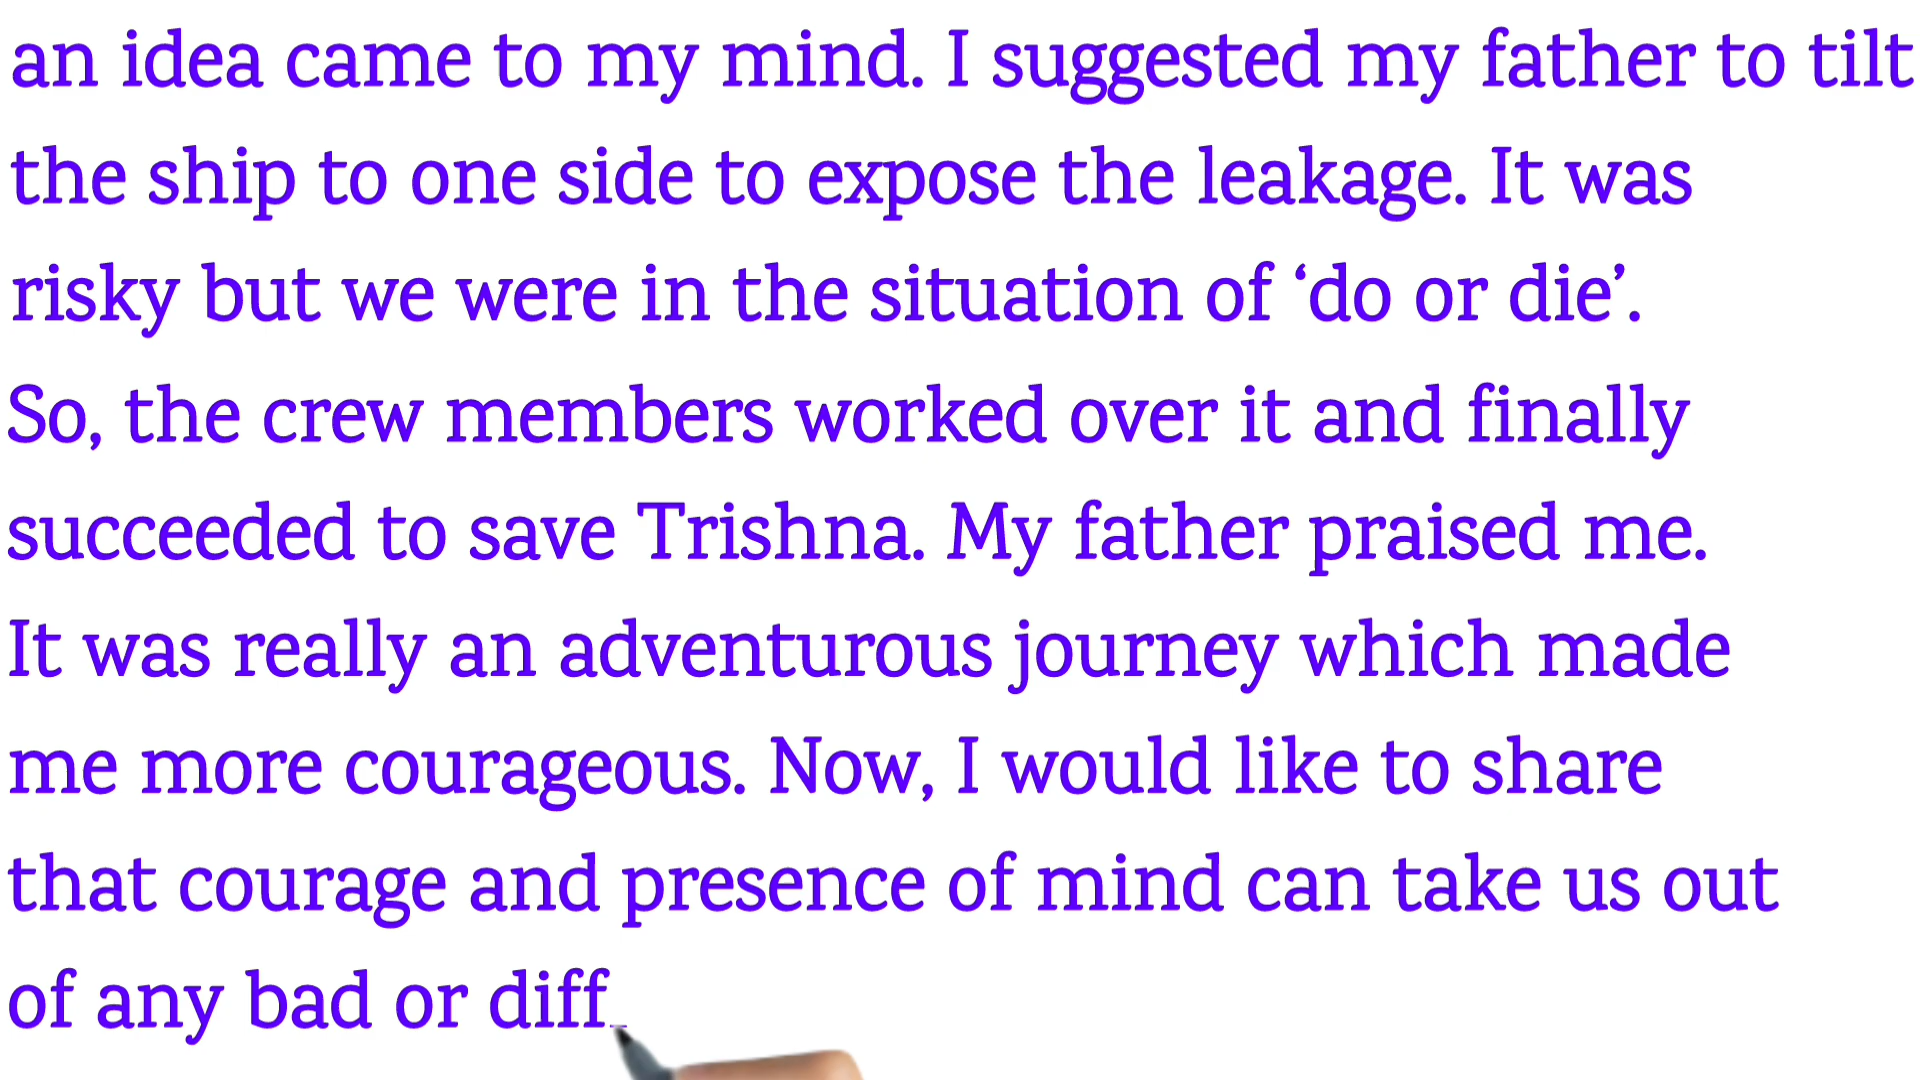 an idea came to my mind. I suggested my father to tilt
the ship to one side to expose the leakage. It was
risky but we were in the situation of ‘do or die’.
So, the crew members worked over it and finally
succeeded to save Trishna. My father praised me.
It was really an adventurous journey which made
me more courageous. Now, I would like to share
that courage and presence of mind can take us out
of any bad or diff